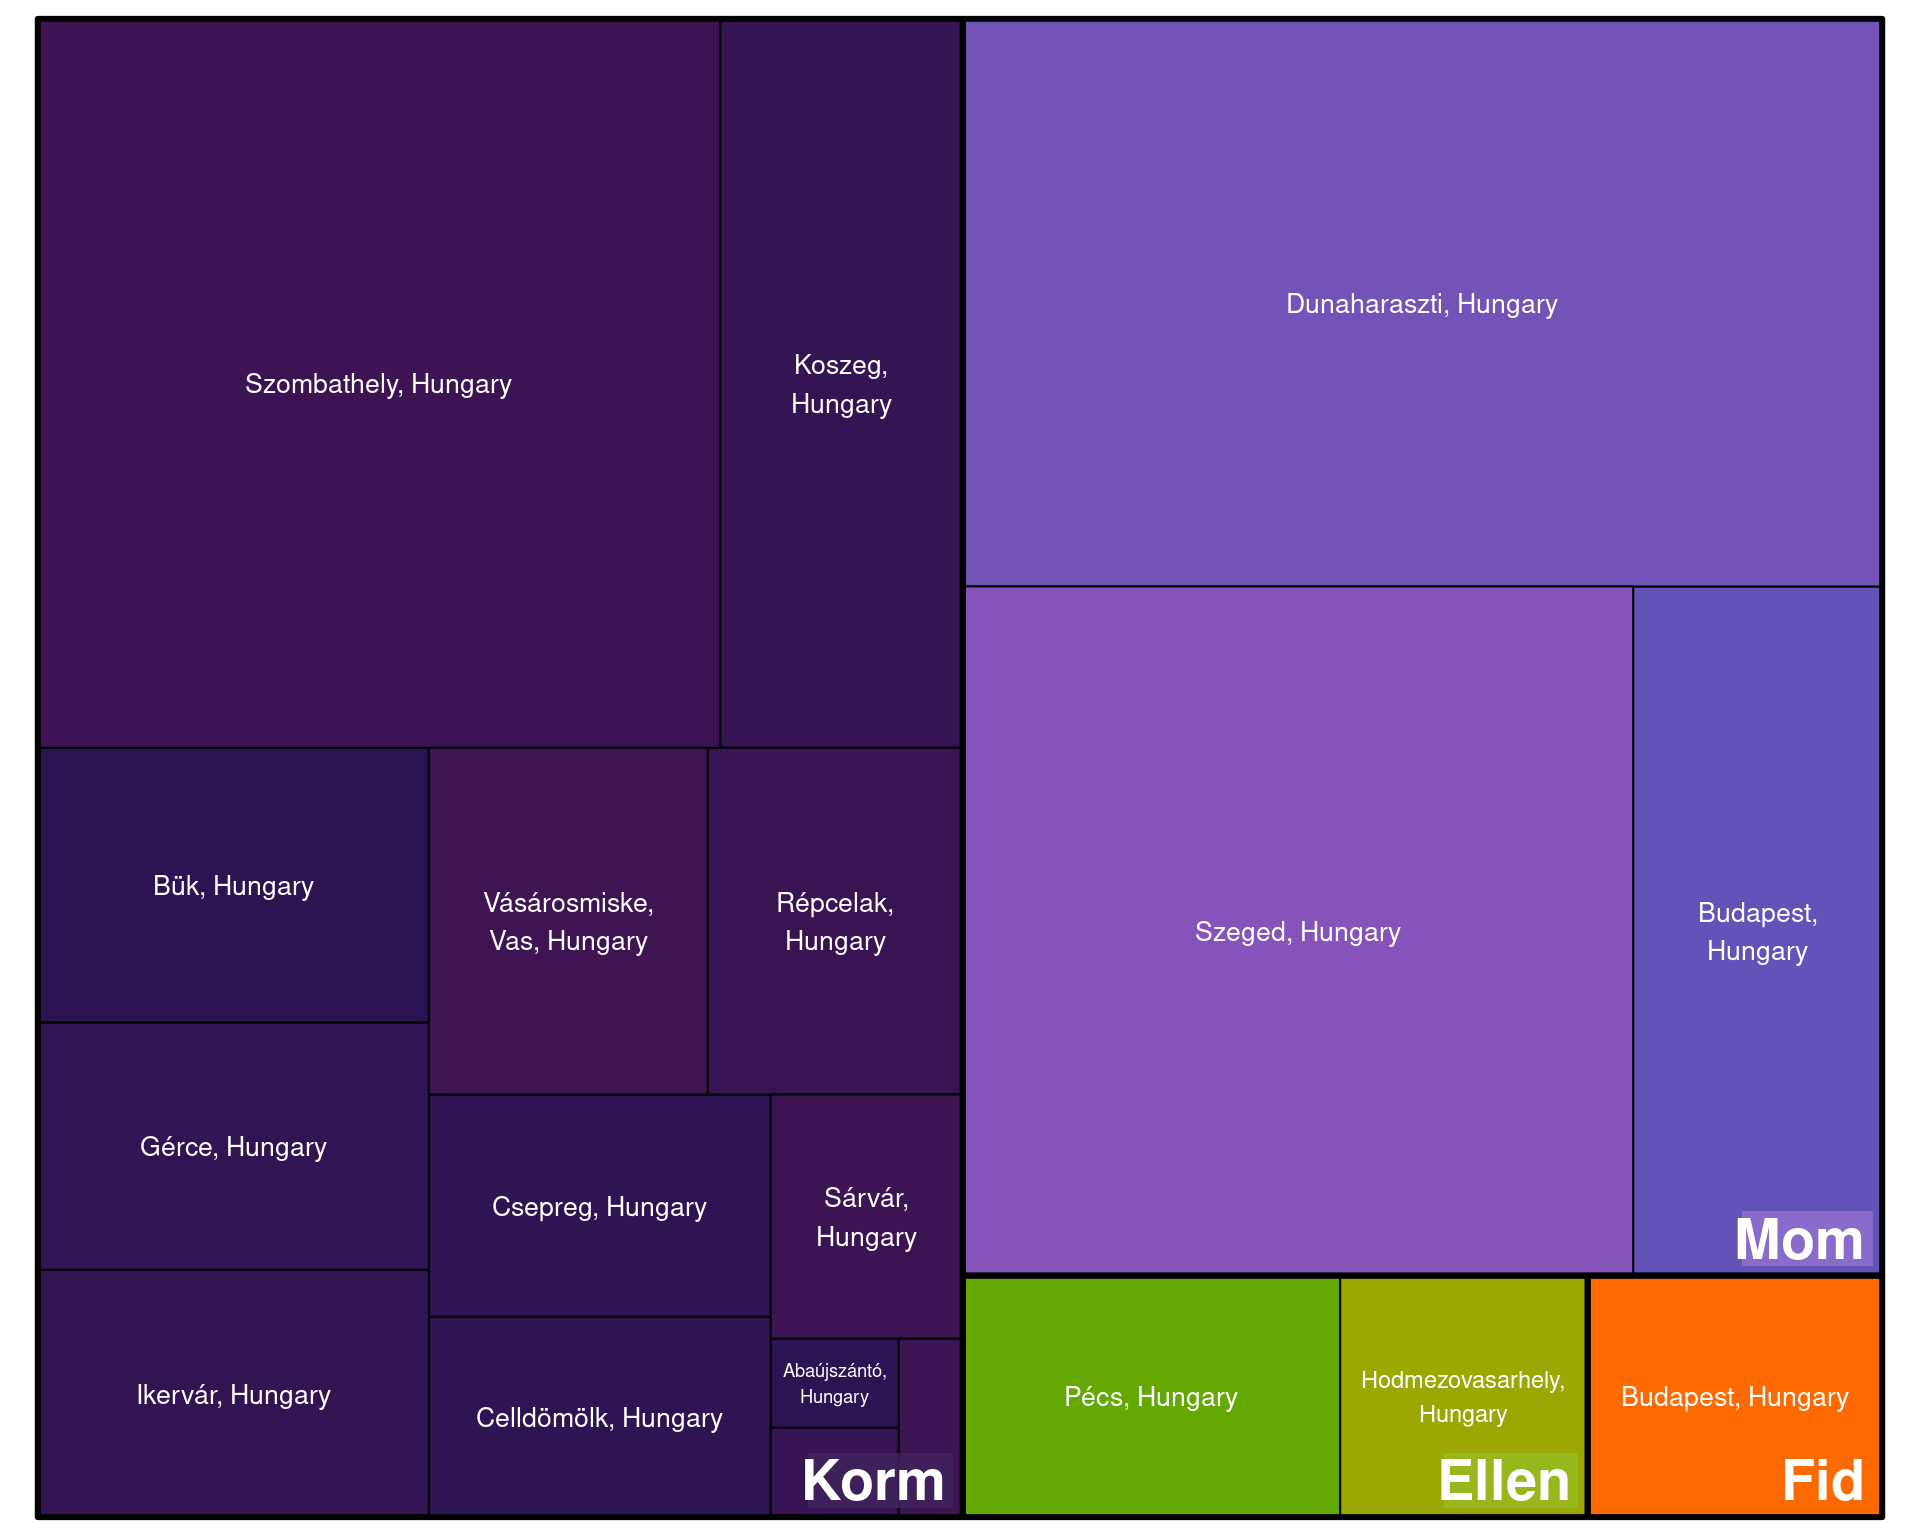 Szombathely, Hungary
Koszeg,
Hungary
Bük, Hungary
Vásárosmiske,
Vas, Hungary
Répcelak,
Hungary
Gérce, Hungary
Csepreg, Hungary
Sárvár,
Hungary
Ikervár, Hungary
Celldömölk, Hungary
Abaújszántó,
Hungary
Korm
Dunaharaszti, Hungary
Szeged, Hungary
Budapest,
Hungary
Mom
Pécs, Hungary
Hodmezovasarhely,
Hungary
Ellen
Budapest, Hungary
Fid